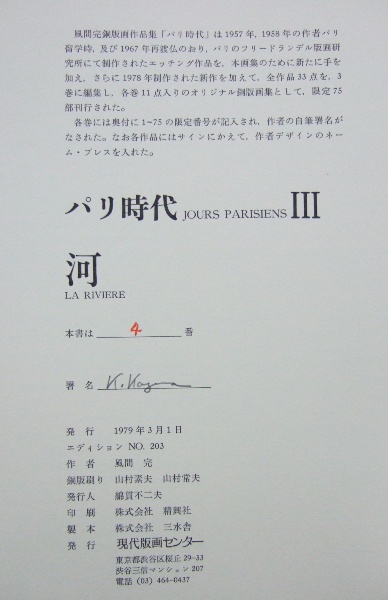 風間完銅版画作品集「パリ時代」は1957年, 1958年の作者パリ
留学時, 及び1967年再渡仏のおり, パリのフリードランデル版画研
究所にて制作されたエッチング作品を, 本画集のために新たに手を
加え, さらに1978年制作された新作を加えて, 全作品33点を, 3
巻に編集し, 各巻11点入りのオリジナル銅版画集として, 限定75
部刊行された。
各巻には奥付に1~75の限定番号が記入され, 作者の自筆署名が
なされた。なお各作品にはサインにかえて, 作者デザインのネー
ム・プレスを入れた。
パリ時代 JOURS PARISIENS III
河
LA RIVIERE
本書は 4 番
署名 K. Kazama
発行 1979年3月1日
エディション NO. 203
作者 風間 完
銅版刷り 山村素夫 山村常夫
発行人 綿貫不二夫
印刷 株式会社 精興社
製本 株式会社 三水舎
発行 現代版画センター
東京都渋谷区桜丘29-33
渋谷三信マンション207
電話 (03) 464-0437